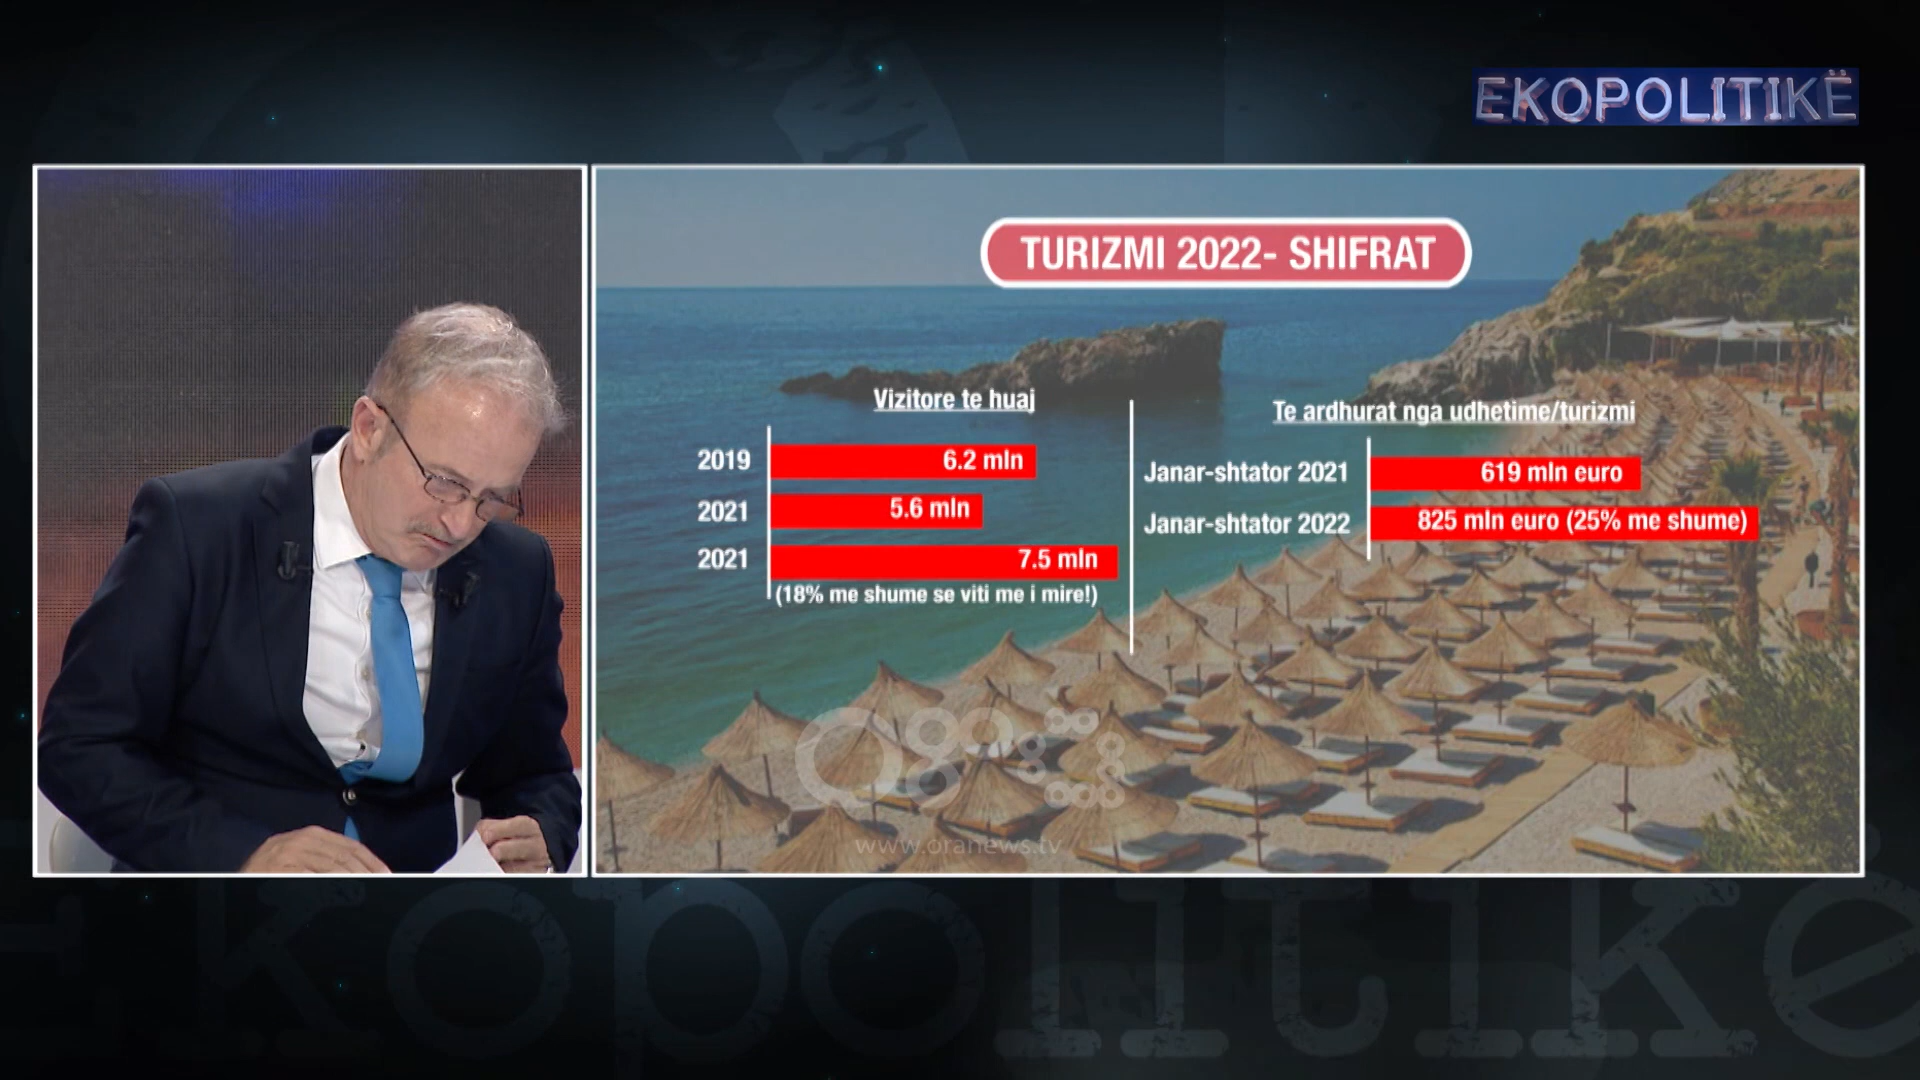 EKOPOLITIKË
TURIZMI 2022- SHIFRAT
Vizitore te huaj
2019 6.2 mln
2021 5.6 mln
2021 7.5 mln
(18% me shume se viti me i mire!)
Te ardhurat nga udhetime/turizmi
Janar-shtator 2021 619 mln euro
Janar-shtator 2022 825 mln euro (25% me shume)
www.oranews.tv
Ekopolitikë